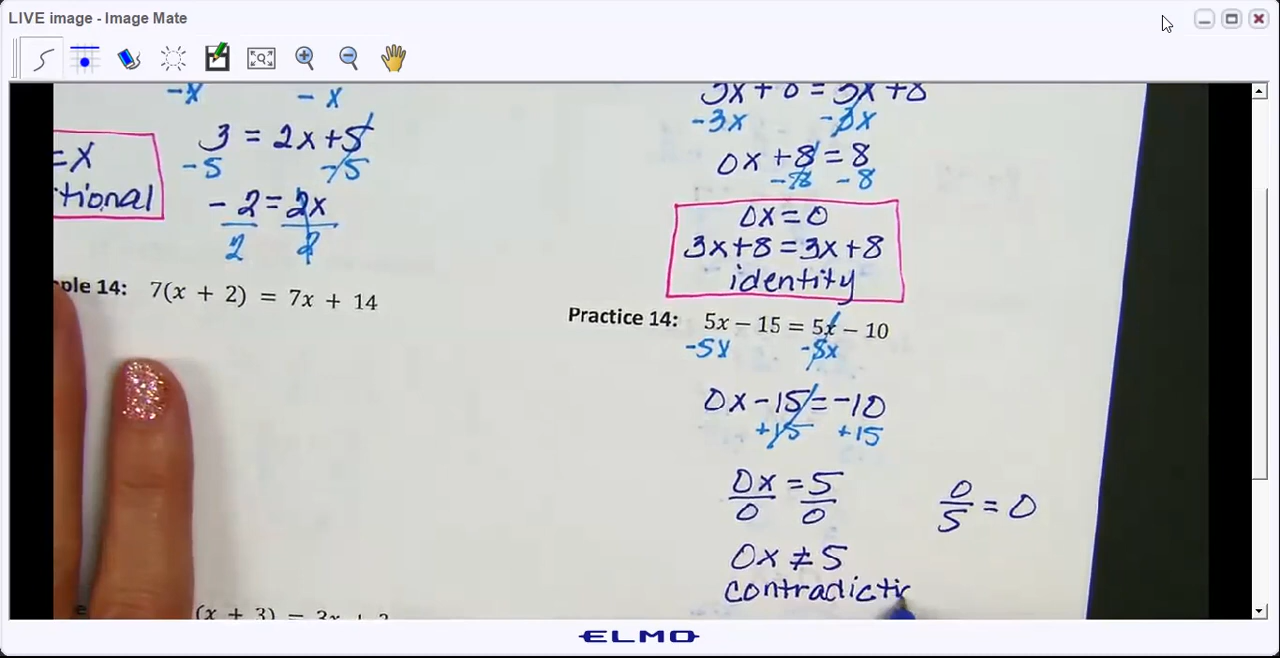 LIVE image - Image Mate
-x - x
3 = 2x + 5
-5 -5
- 2 = 2x
2 2
= x
tional
ple 14: 7(x + 2) = 7x + 14
(x + 3) = 3x +
-3x -3x
0x + 8 = 8
-8 -8
0x = 0
3x + 8 = 3x + 8
identity
Practice 14: 5x − 15 = 5x − 10
-5x -5x
0x - 15 = -10
+15 +15
0x = 5
0 0
0
5 = 0
0x ≠ 5
contradicti
ELMO